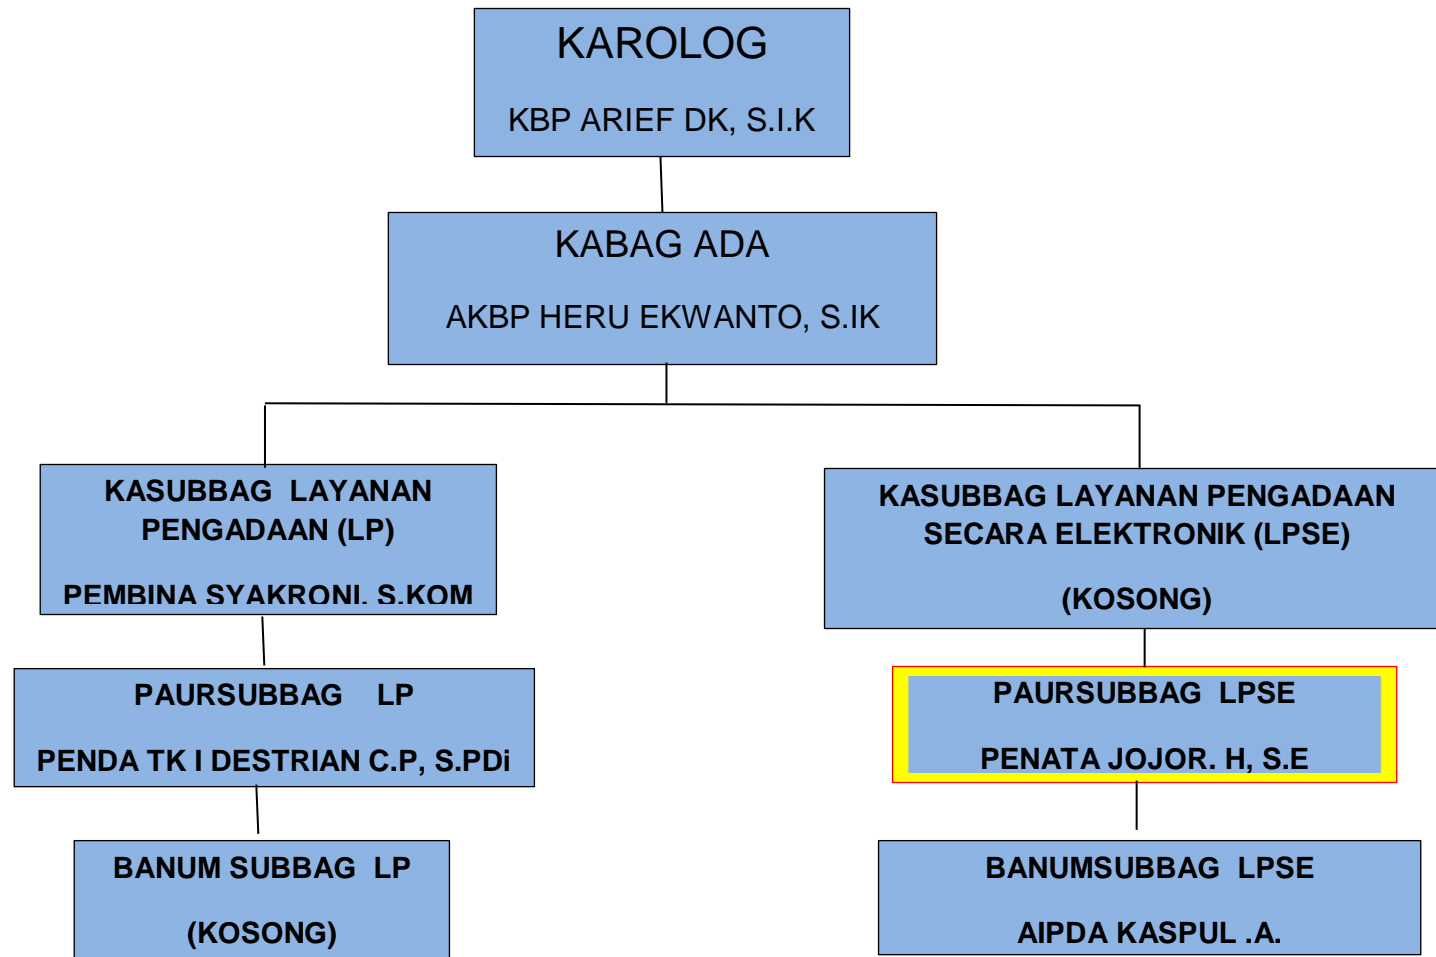 KAROLOG
KBP ARIEF DK, S.I.K
KABAG ADA
AKBP HERU EKWANTO, S.IK
KASUBBAG LAYANAN
PENGADAAN (LP)
PEMBINA SYAKRONI. S.KOM
KASUBBAG LAYANAN PENGADAAN
SECARA ELEKTRONIK (LPSE)
(KOSONG)
PAURSUBBAG LP
PENDA TK I DESTRIAN C.P, S.PDi
PAURSUBBAG LPSE
PENATA JOJOR. H, S.E
BANUM SUBBAG LP
(KOSONG)
BANUMSUBBAG LPSE
AIPDA KASPUL .A.